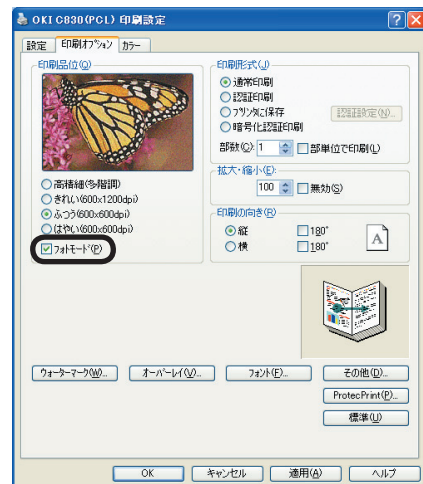 OKI C830(PCL) 印刷設定
設定 印刷オプション カラー
印刷品位(Q)
高精細(多階調)
きれい(600x1200dpi)
ふつう(600x600dpi)
はやい(600x600dpi)
フォトモード(P)
印刷形式(J)
通常印刷
認証印刷
プリンタに保存
認証設定(N)...
暗号化認証印刷
部数(C): 1 部単位で印刷(L)
拡大・縮小(E):
100 無効(S)
印刷の向き(R)
縦 180°
横 180°
A
ウォーターマーク(W)... オーバーレイ(V)... フォント(F)... その他(D)...
ProtecPrint(P)...
標準(U)
OK キャンセル 適用(A) ヘルプ